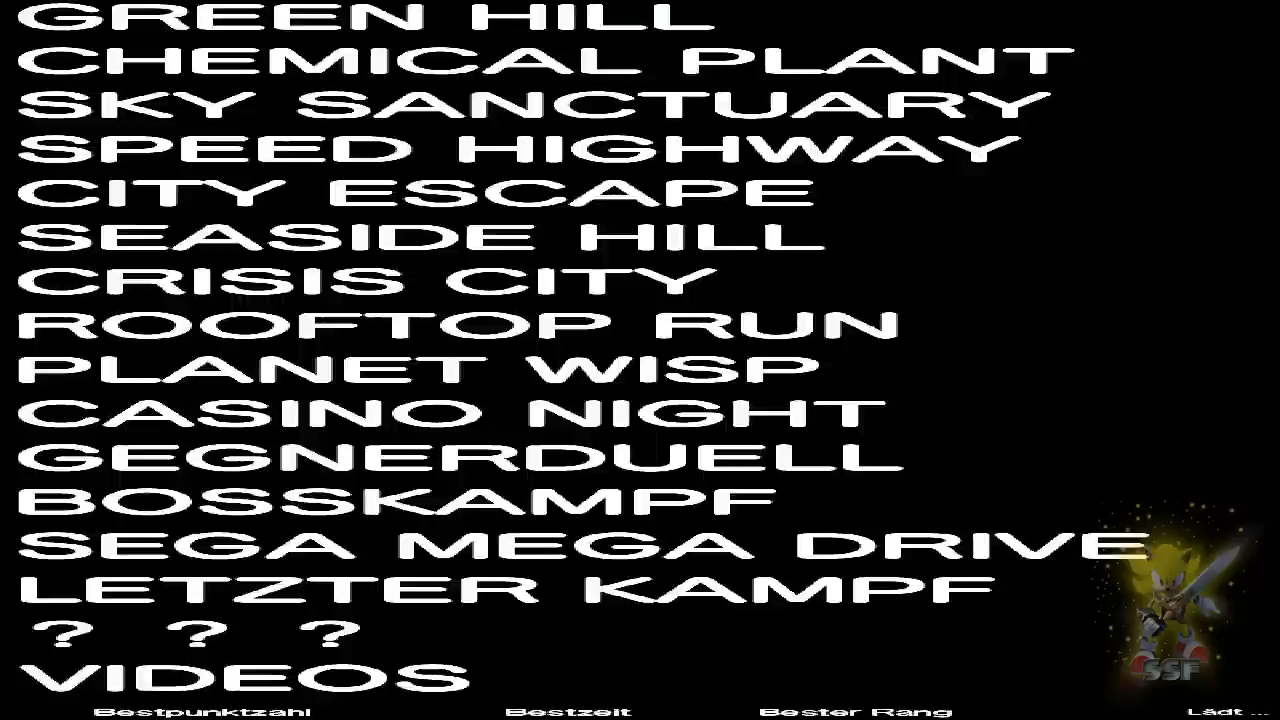 GREEN HILL
CHEMICAL PLANT
SKY SANCTUARY
SPEED HIGHWAY
CITY ESCAPE
SEASIDE HILL
CRISIS CITY
ROOFTOP RUN
PLANET WISP
CASINO NIGHT
GEGNERDUELL
BOSSKAMPF
SEGA MEGA DRIVE
LETZTER KAMPF
? ? ?
VIDEOS
SSF
Bestpunktzahl Bestzeit Bester Rang Lädt ...